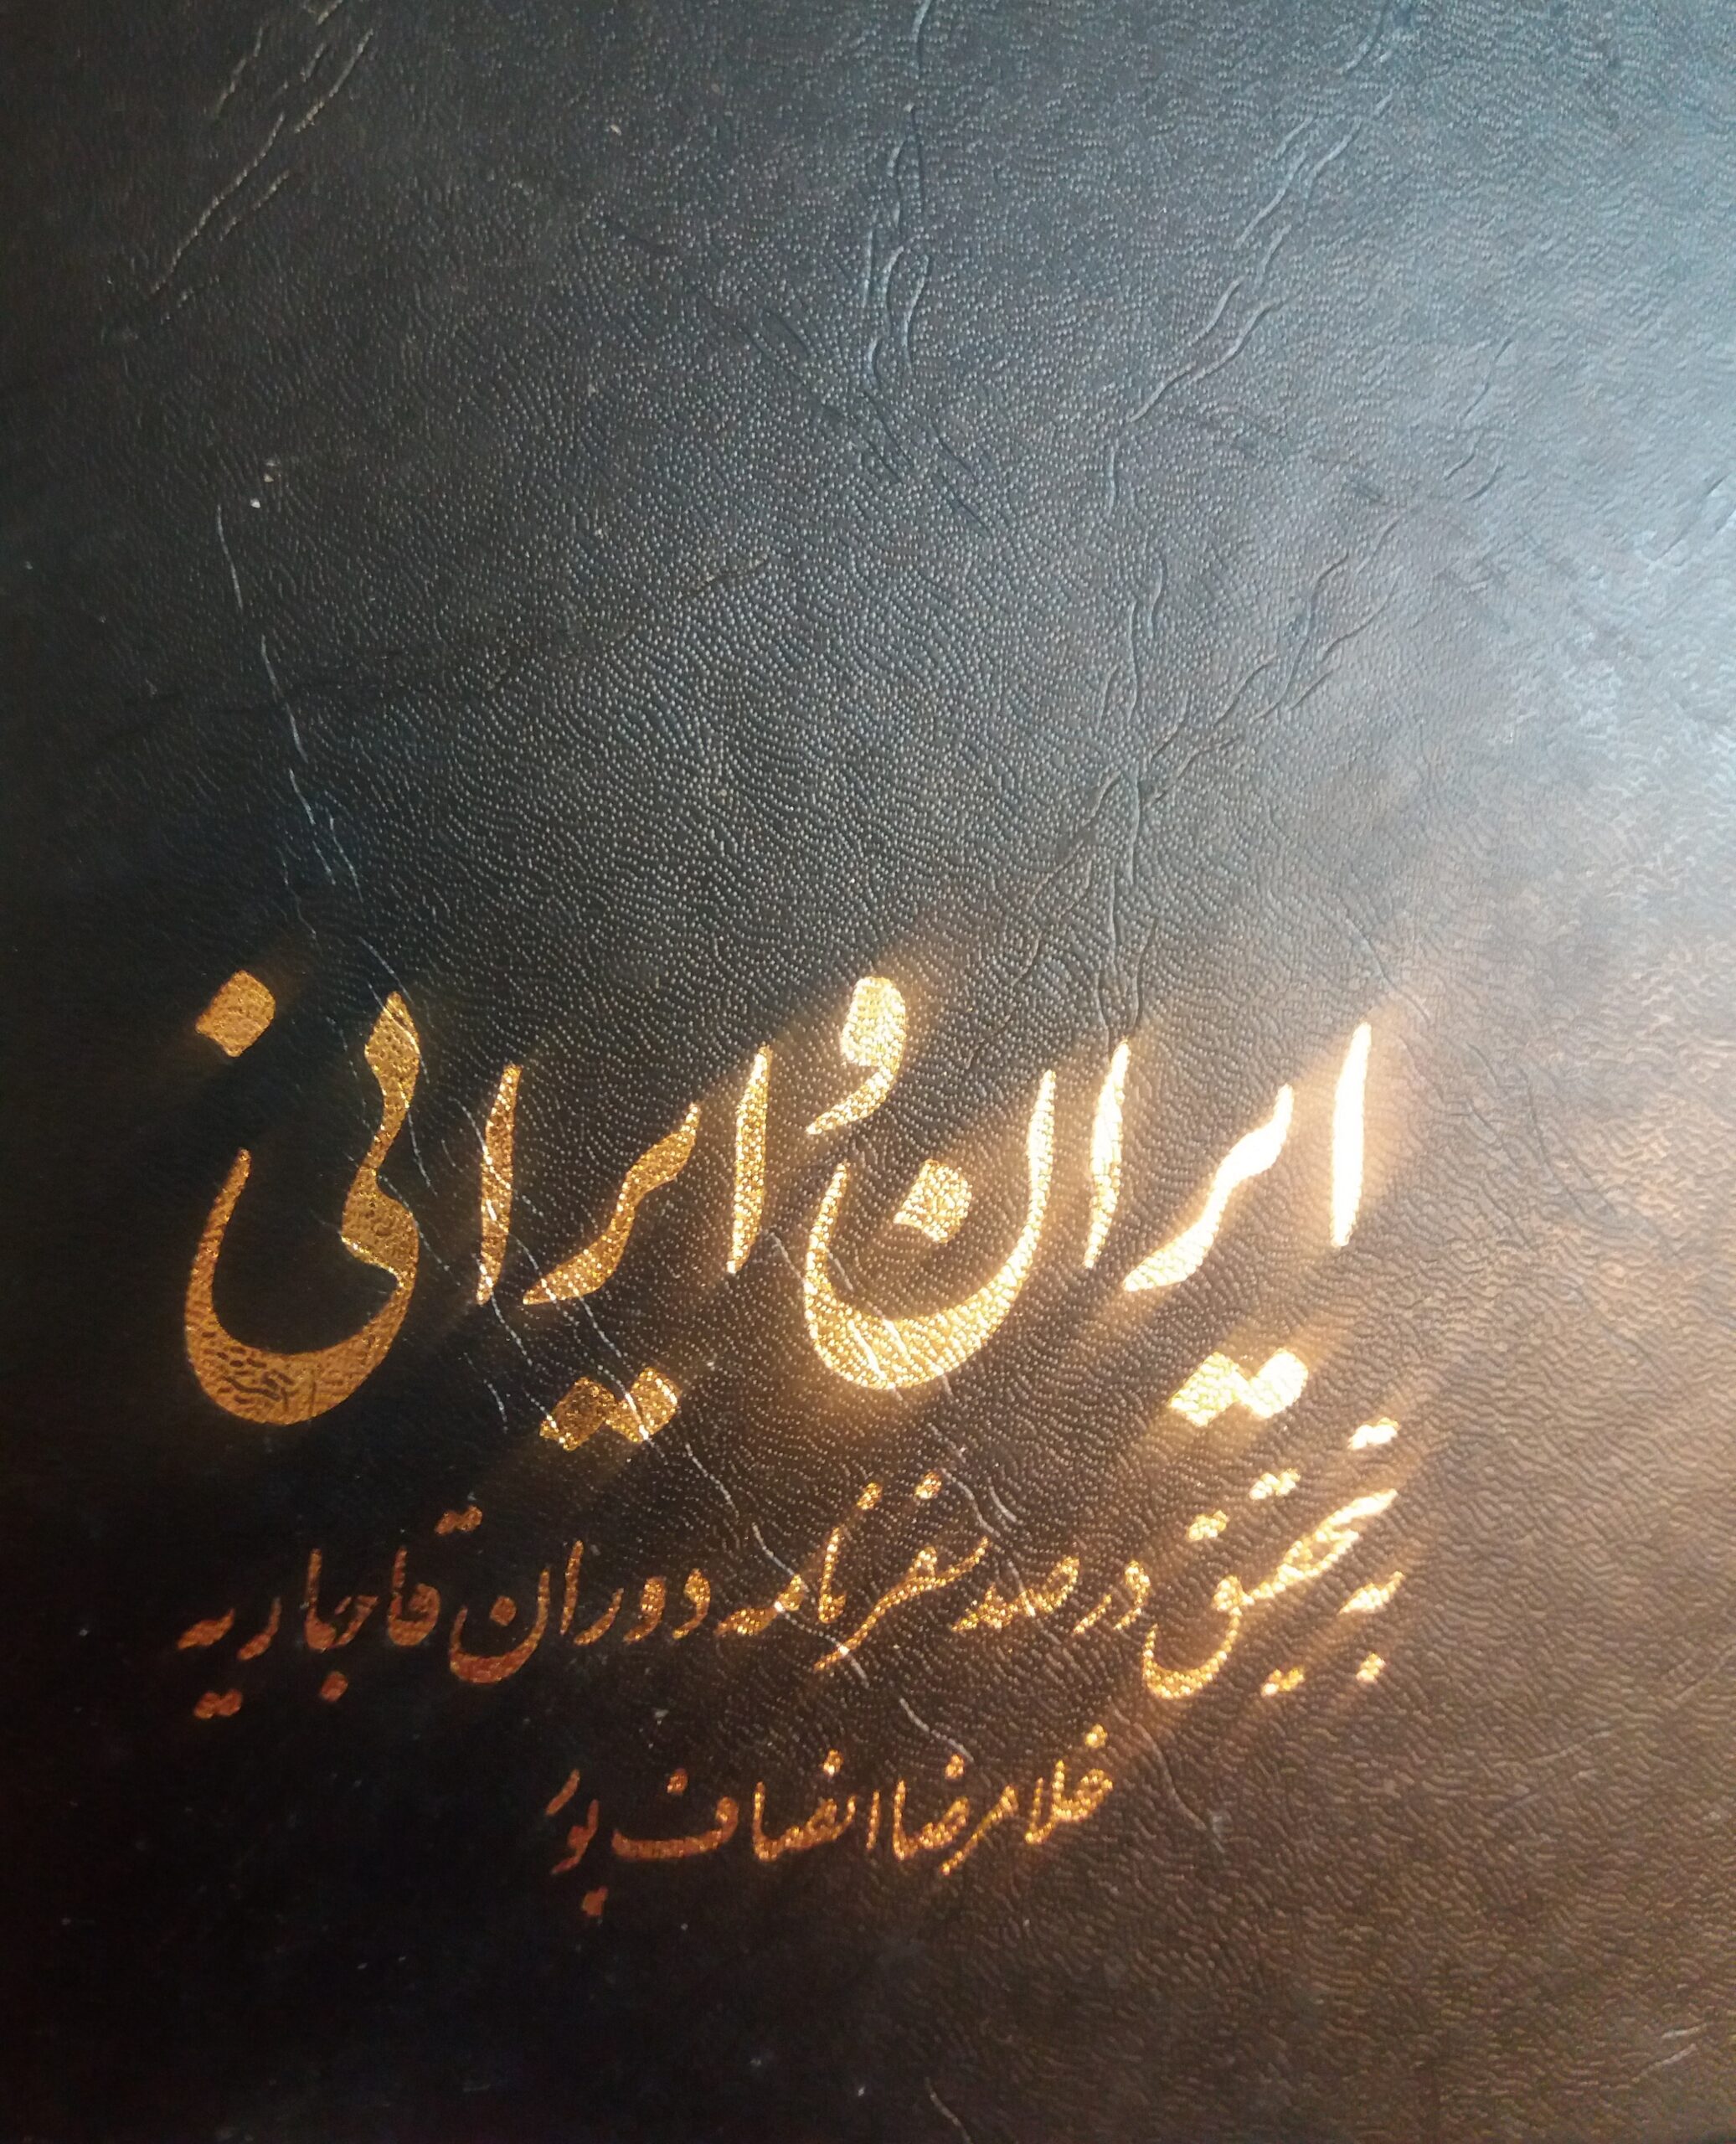 ایران و ایرانی
به تحقیق در صد سفرنامه دوران قاجاریه
غلامرضا انصاف پور